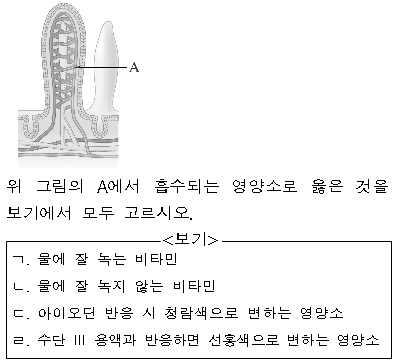 A
위 그림의 A에서 흡수되는 영양소로 옳은 것을
보기에서 모두 고르시오.
<보기>
ㄱ. 물에 잘 녹는 비타민
ㄴ. 물에 잘 녹지 않는 비타민
ㄷ. 아이오딘 반응 시 청람색으로 변하는 영양소
ㄹ. 수단 III 용액과 반응하면 선홍색으로 변하는 영양소